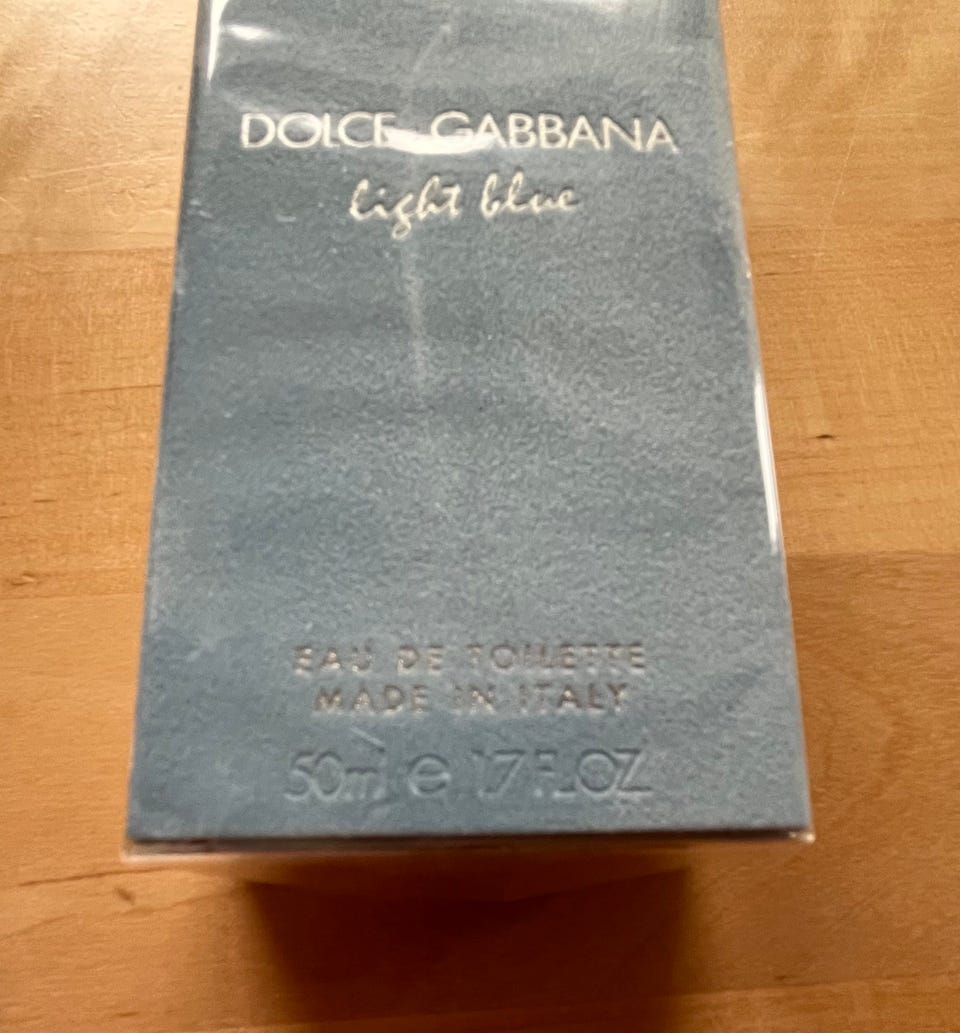 DOLCE & GABBANA
light blue
EAU DE TOILETTE
MADE IN ITALY
50ml e 1.7 FL.OZ